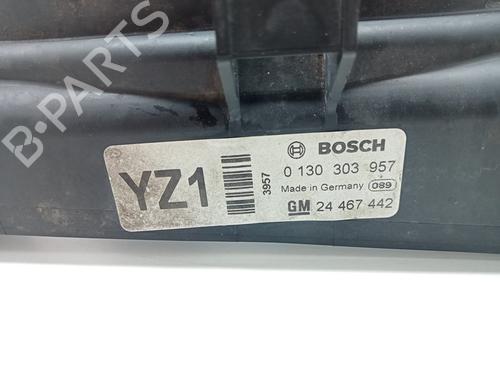 B-PARTS
YZ1
3957
BOSCH
0 130 303 957
Made in Germany 089
GM 24 467 442